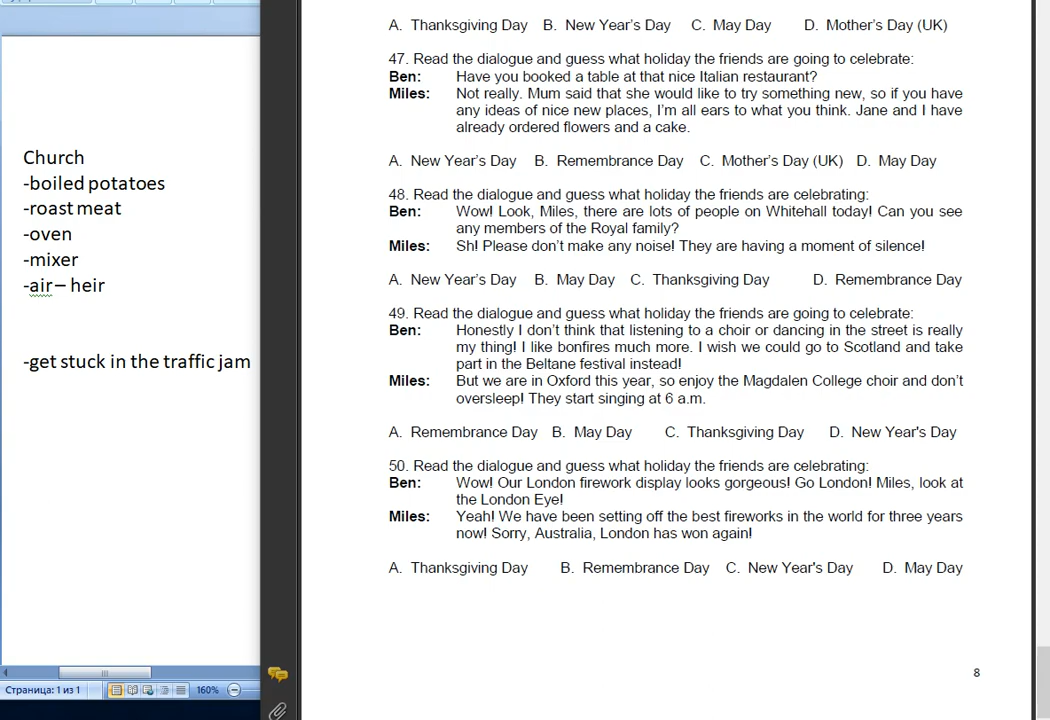 Church
-boiled potatoes
-roast meat
-oven
-mixer
-air – heir
-get stuck in the traffic jam
Страница: 1 из 1
160%
A. Thanksgiving Day B. New Year’s Day C. May Day D. Mother’s Day (UK)
47. Read the dialogue and guess what holiday the friends are going to celebrate:
Ben: Have you booked a table at that nice Italian restaurant?
Miles: Not really. Mum said that she would like to try something new, so if you have
any ideas of nice new places, I’m all ears to what you think. Jane and I have
already ordered flowers and a cake.
A. New Year’s Day B. Remembrance Day C. Mother’s Day (UK) D. May Day
48. Read the dialogue and guess what holiday the friends are celebrating:
Ben: Wow! Look, Miles, there are lots of people on Whitehall today! Can you see
any members of the Royal family?
Miles: Sh! Please don’t make any noise! They are having a moment of silence!
A. New Year’s Day B. May Day C. Thanksgiving Day D. Remembrance Day
49. Read the dialogue and guess what holiday the friends are going to celebrate:
Ben: Honestly I don’t think that listening to a choir or dancing in the street is really
my thing! I like bonfires much more. I wish we could go to Scotland and take
part in the Beltane festival instead!
Miles: But we are in Oxford this year, so enjoy the Magdalen College choir and don’t
oversleep! They start singing at 6 a.m.
A. Remembrance Day B. May Day C. Thanksgiving Day D. New Year's Day
50. Read the dialogue and guess what holiday the friends are celebrating:
Ben: Wow! Our London firework display looks gorgeous! Go London! Miles, look at
the London Eye!
Miles: Yeah! We have been setting off the best fireworks in the world for three years
now! Sorry, Australia, London has won again!
A. Thanksgiving Day B. Remembrance Day C. New Year's Day D. May Day
8